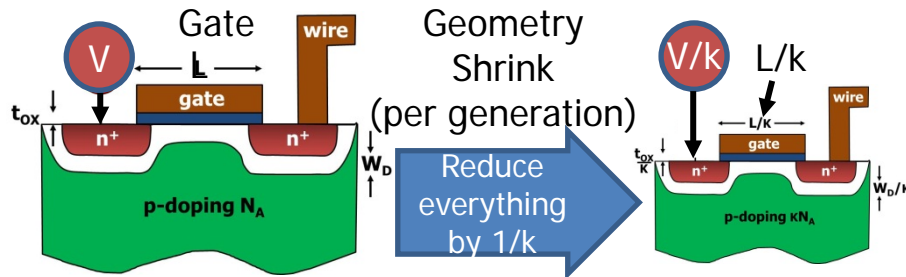 Gate
wire
V
L
gate
tox
n+
n+
WD
p-doping NA
Geometry
Shrink
(per generation)
Reduce
everything
by 1/k
V/k
L/k
wire
L/κ
gate
tox
κ
n+
n+
WD/κ
p-doping κNA